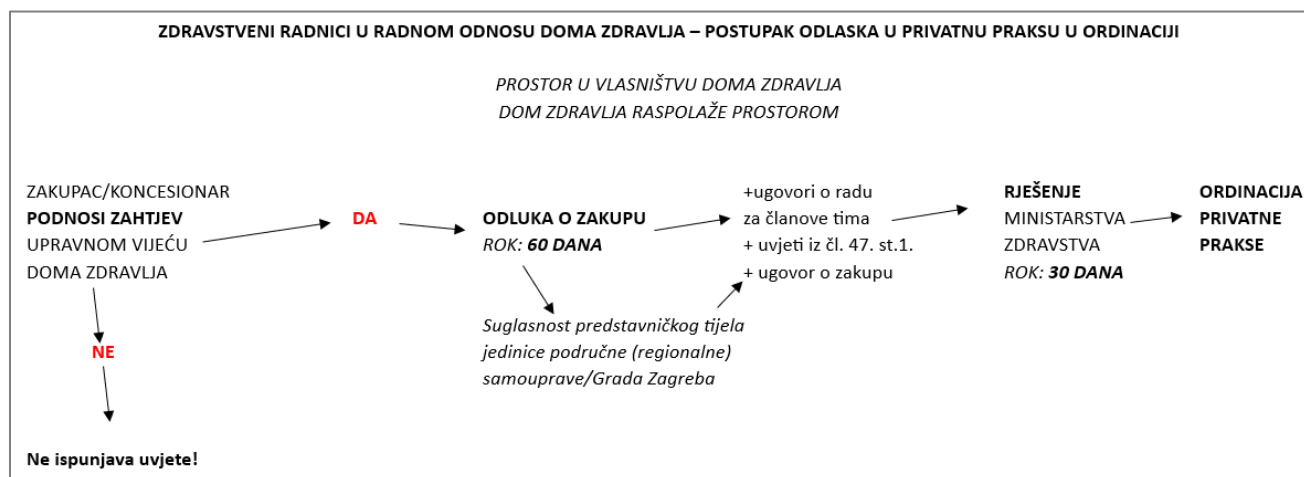 ZDRAVSTVENI RADNICI U RADNOM ODNOSU DOMA ZDRAVLJA – POSTUPAK ODLASKA U PRIVATNU PRAKSU U ORDINACIJI
PROSTOR U VLASNIŠTVU DOMA ZDRAVLJA
DOM ZDRAVLJA RASPOLAŽE PROSTOROM
ZAKUPAC/KONCESIONAR
PODNOSI ZAHTJEV
UPRAVNOM VIJEĆU
DOMA ZDRAVLJA
DA
ODLUKA O ZAKUPU
ROK: 60 DANA
+ugovori o radu
za članove tima
+ uvjeti iz čl. 47. st.1.
+ ugovor o zakupu
RJEŠENJE
MINISTARSTVA
ZDRAVSTVA
ROK: 30 DANA
ORDINACIJA
PRIVATNE
PRAKSE
Suglasnost predstavničkog tijela
jedinice područne (regionalne)
samouprave/Grada Zagreba
NE
Ne ispunjava uvjete!